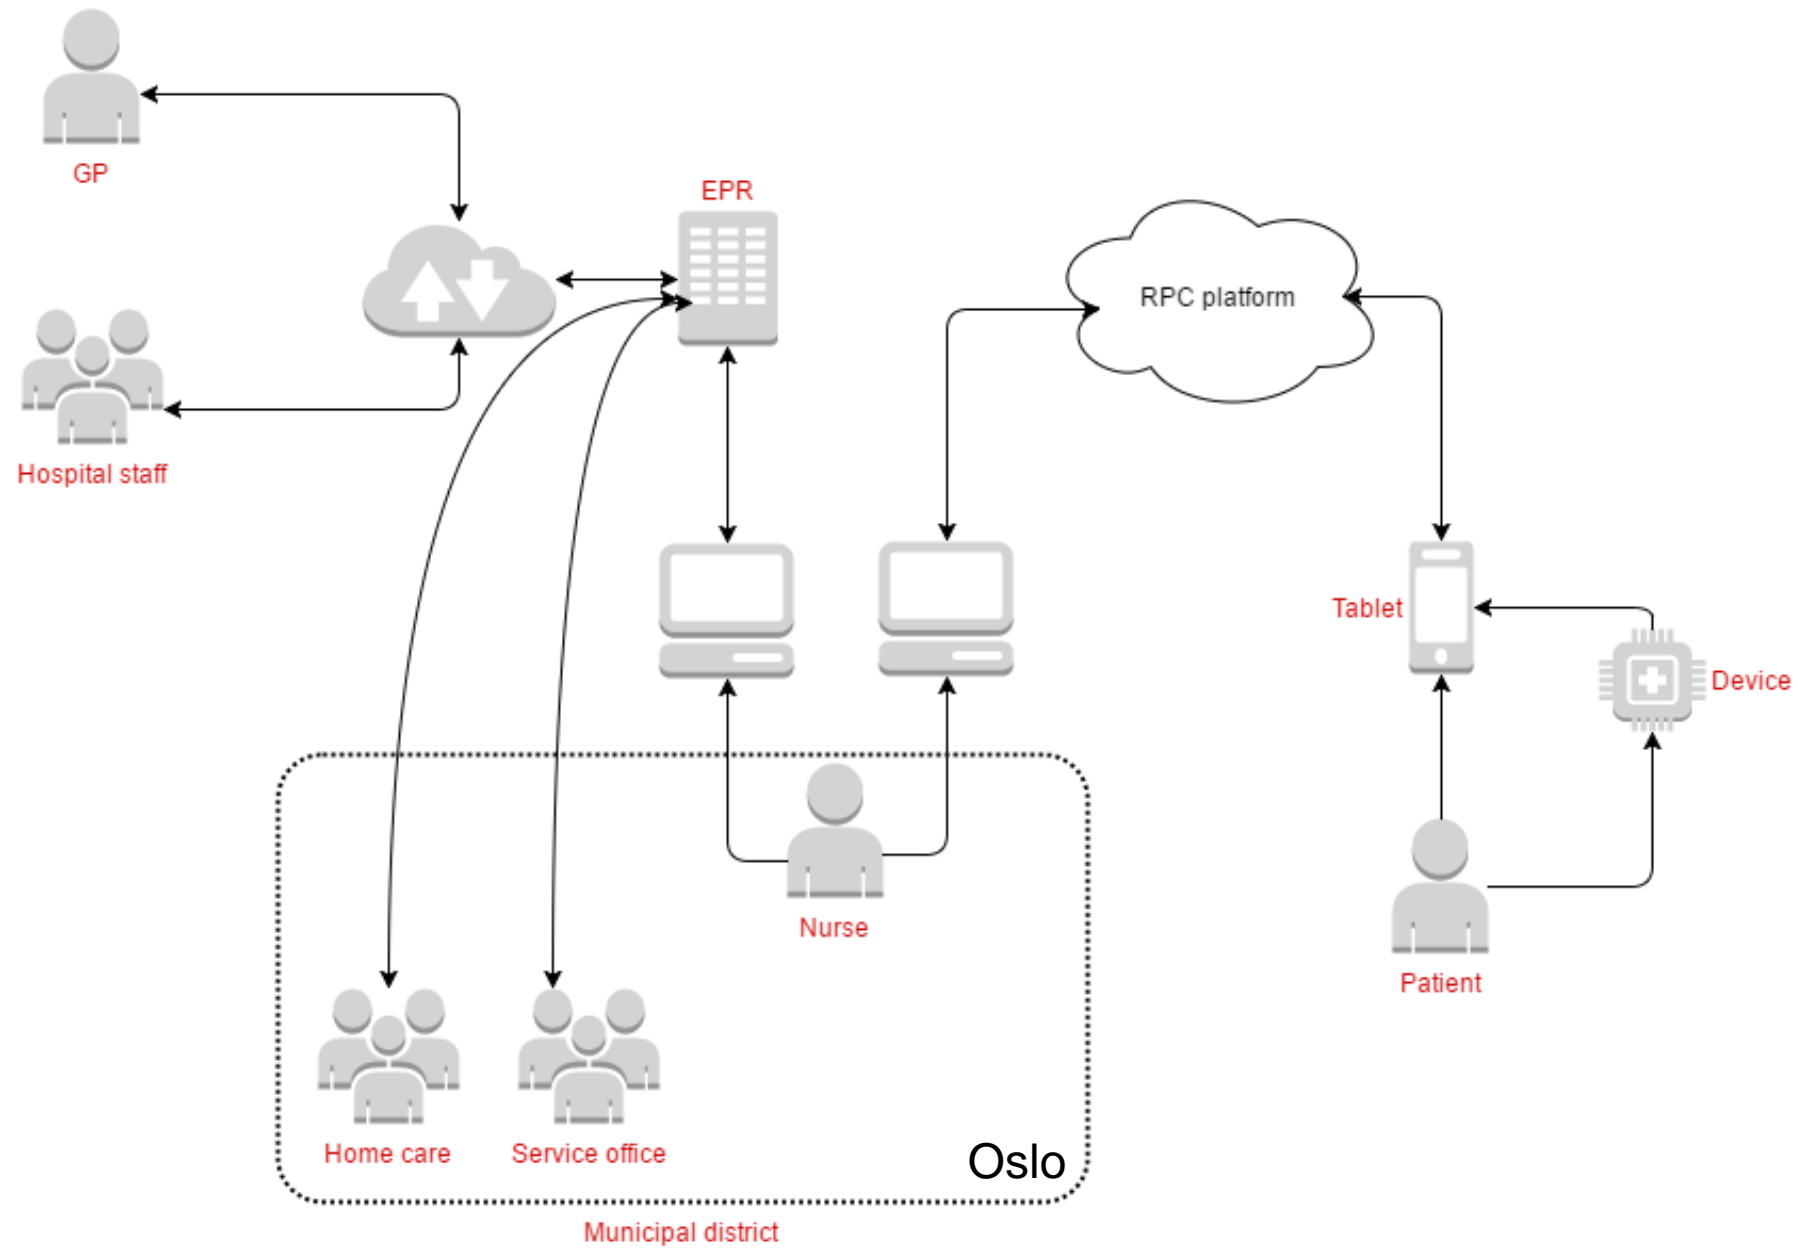 GP
EPR
RPC platform
Hospital staff
Tablet
Device
Nurse
Patient
Home care
Service office
Oslo
Municipal district